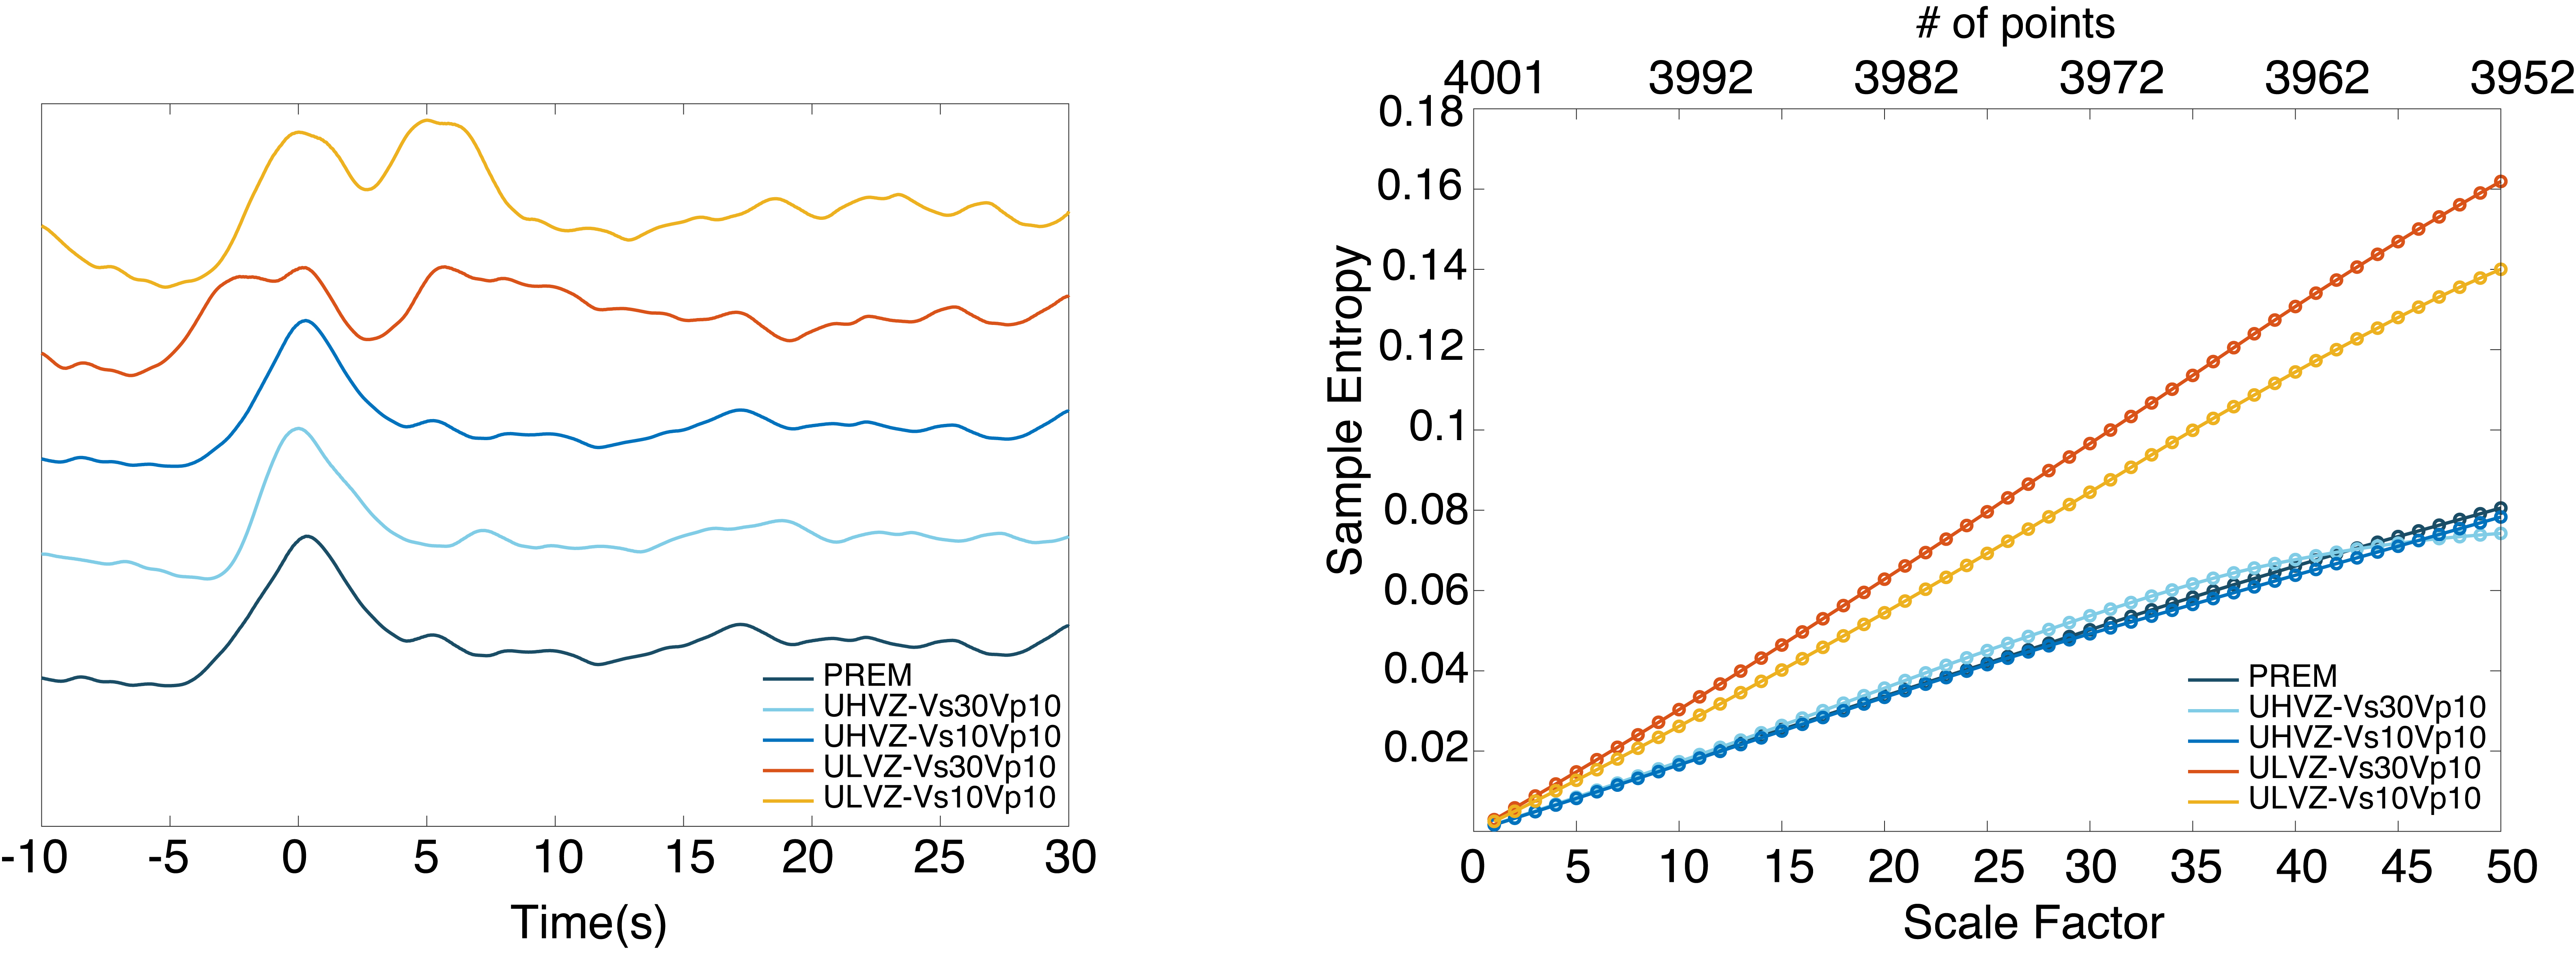 -10 -5 0 5 10 15 20 25 30
Time(s)
PREM
UHVZ-Vs30Vp10
UHVZ-Vs10Vp10
ULVZ-Vs30Vp10
ULVZ-Vs10Vp10
# of points
4001 3992 3982 3972 3962 3952
0.18
0.16
0.14
0.12
0.1
0.08
0.06
0.04
0.02
Sample Entropy
PREM
UHVZ-Vs30Vp10
UHVZ-Vs10Vp10
ULVZ-Vs30Vp10
ULVZ-Vs10Vp10
0 5 10 15 20 25 30 35 40 45 50
Scale Factor